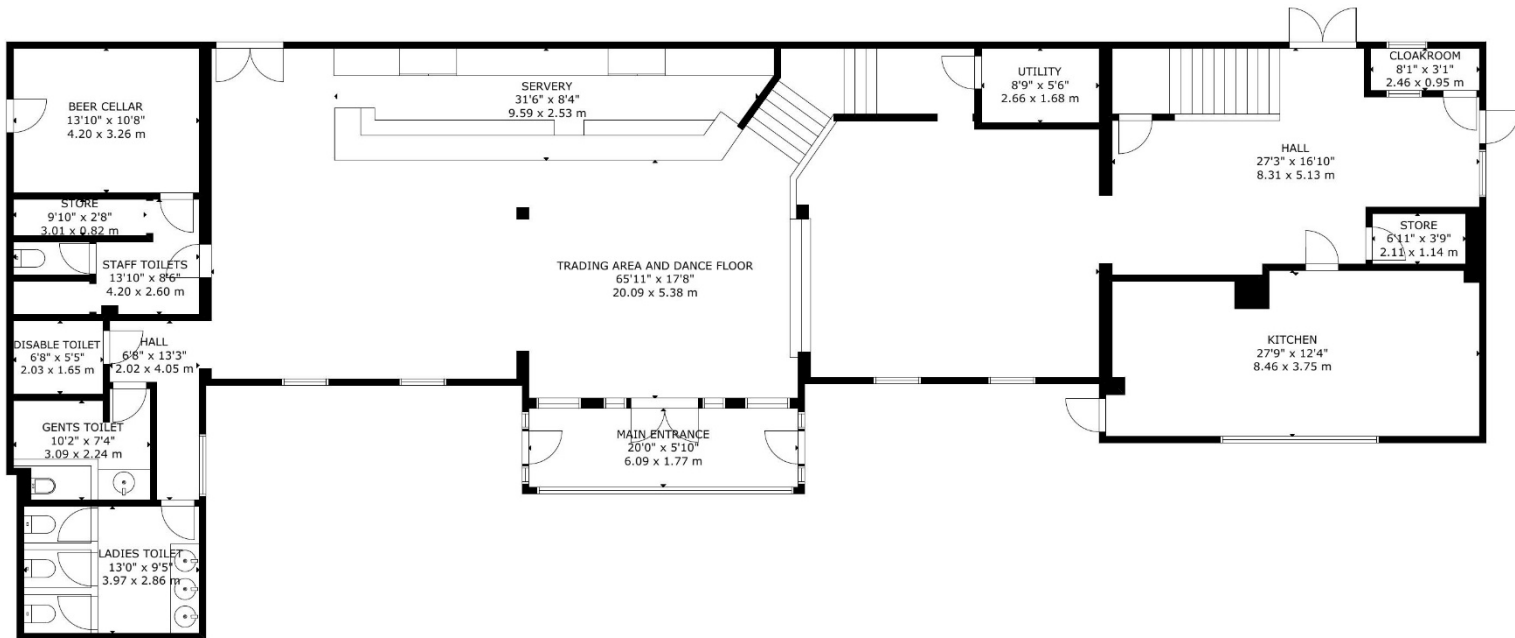 BEER CELLAR
13'10" x 10'8"
4.20 x 3.26 m
SERVERY
31'6" x 8'4"
9.59 x 2.53 m
UTILITY
8'9" x 5'6"
2.66 x 1.68 m
CLOAKROOM
8'1" x 3'1"
2.46 x 0.95 m
HALL
27'3" x 16'10"
8.31 x 5.13 m
STORE
9'10" x 2'8"
3.01 x 0.82 m
STORE
6'11" x 3'9"
2.11 x 1.14 m
STAFF TOILETS
13'10" x 8'6"
4.20 x 2.60 m
TRADING AREA AND DANCE FLOOR
65'11" x 17'8"
20.09 x 5.38 m
DISABLE TOILET
6'8" x 5'5"
2.03 x 1.65 m
HALL
6'8" x 13'3"
2.02 x 4.05 m
KITCHEN
27'9" x 12'4"
8.46 x 3.75 m
GENTS TOILET
10'2" x 7'4"
3.09 x 2.24 m
MAIN ENTRANCE
20'0" x 5'10"
6.09 x 1.77 m
LADIES TOILET
13'0" x 9'5"
3.97 x 2.86 m